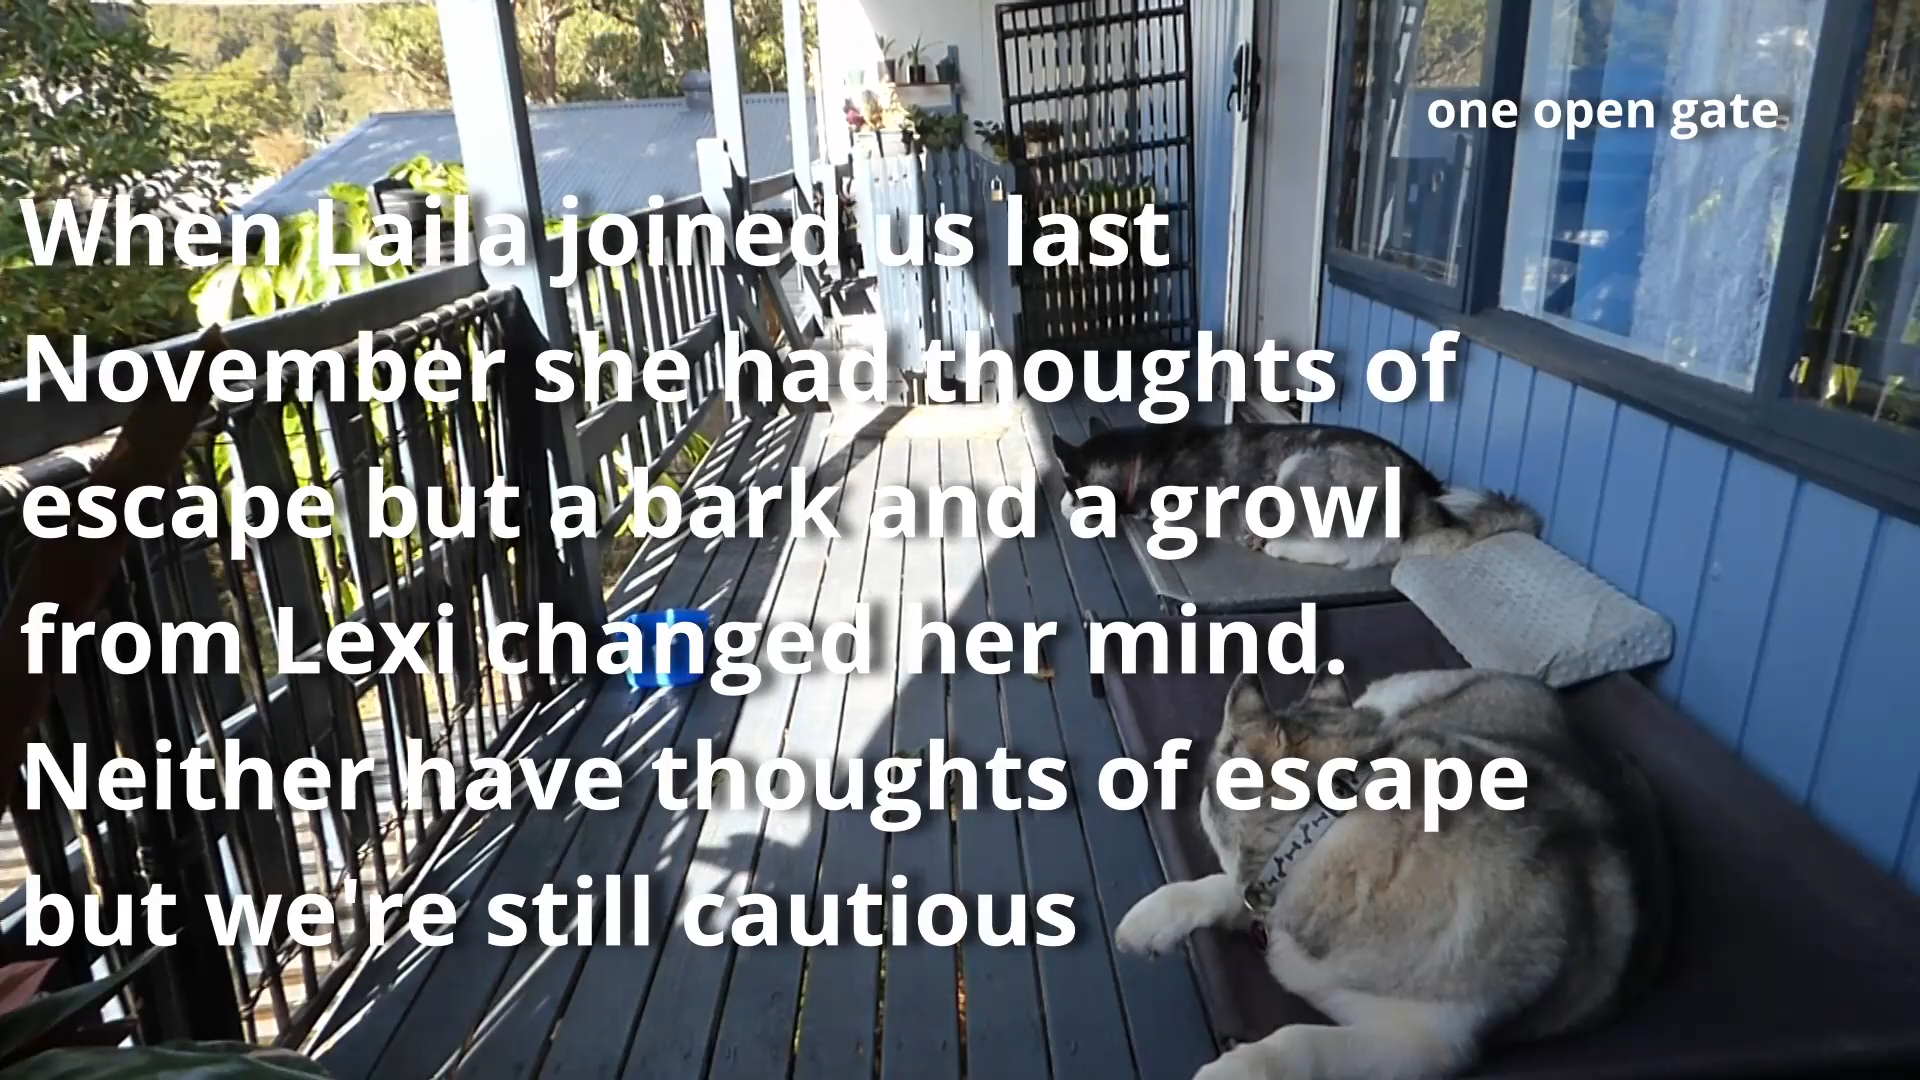 one open gate
When Laila joined us last
November she had thoughts of
escape but a bark and a growl
from Lexi changed her mind.
Neither have thoughts of escape
but we're still cautious